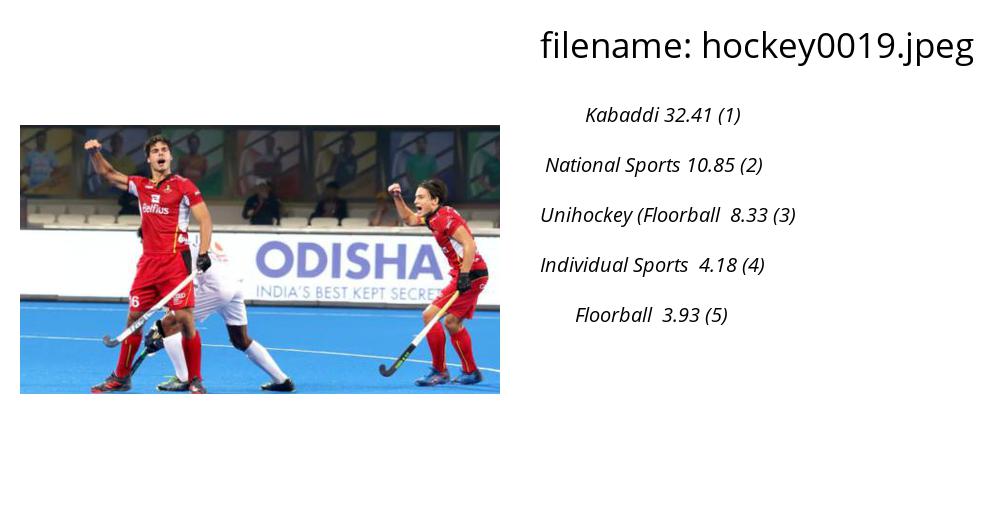 filename: hockey0019.jpeg
Kabaddi 32.41 (1)
National Sports 10.85 (2)
Unihockey (Floorball 8.33 (3)
Individual Sports 4.18 (4)
Floorball 3.93 (5)
Belfius
16
ODISHA
INDIA'S BEST KEPT SECRET